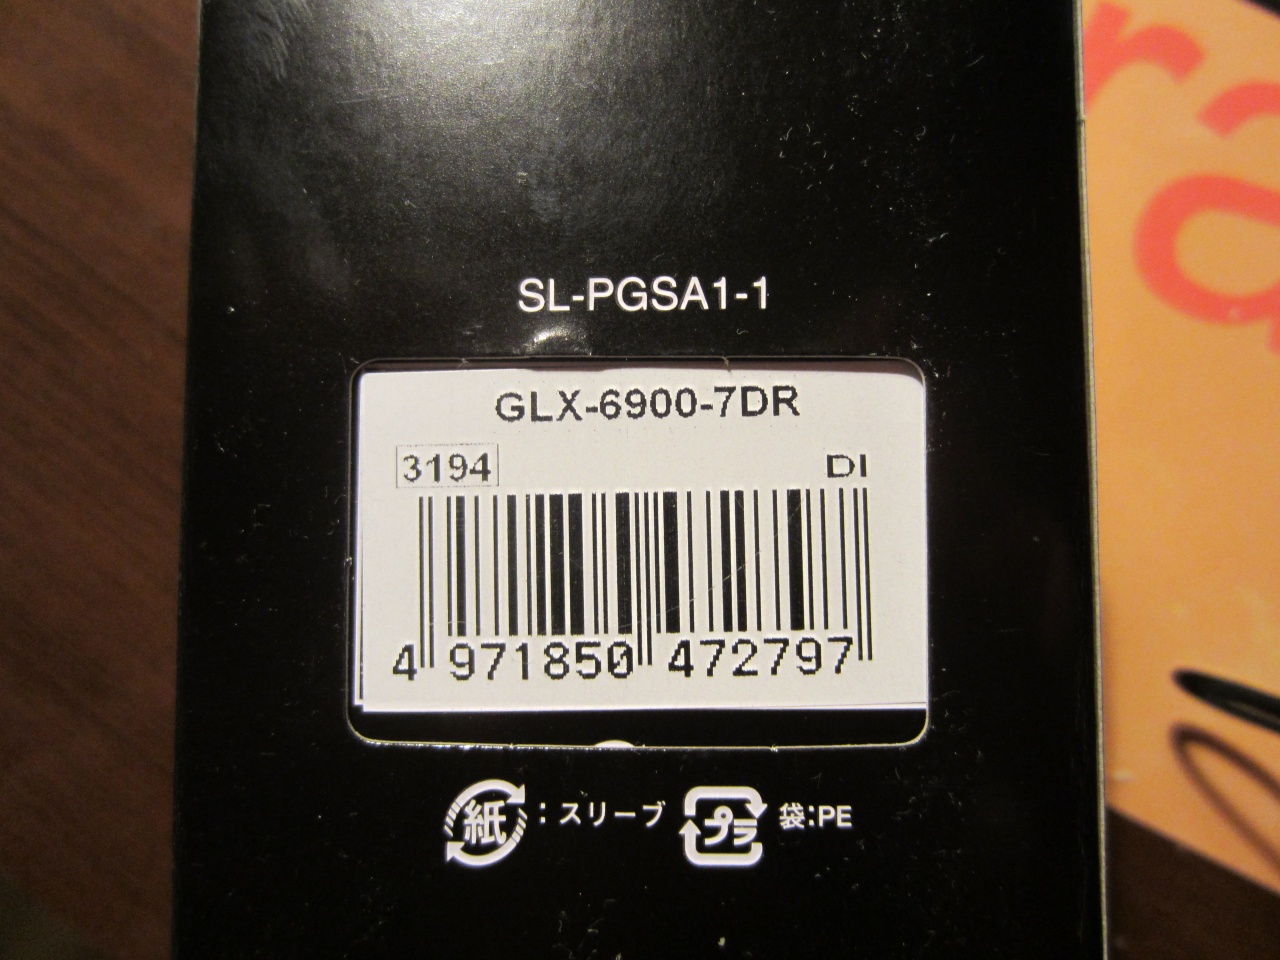 SL-PGSA1-1
GLX-6900-7DR
3194 DI
4 971850 472797
紙：スリーブ プラ 袋:PE